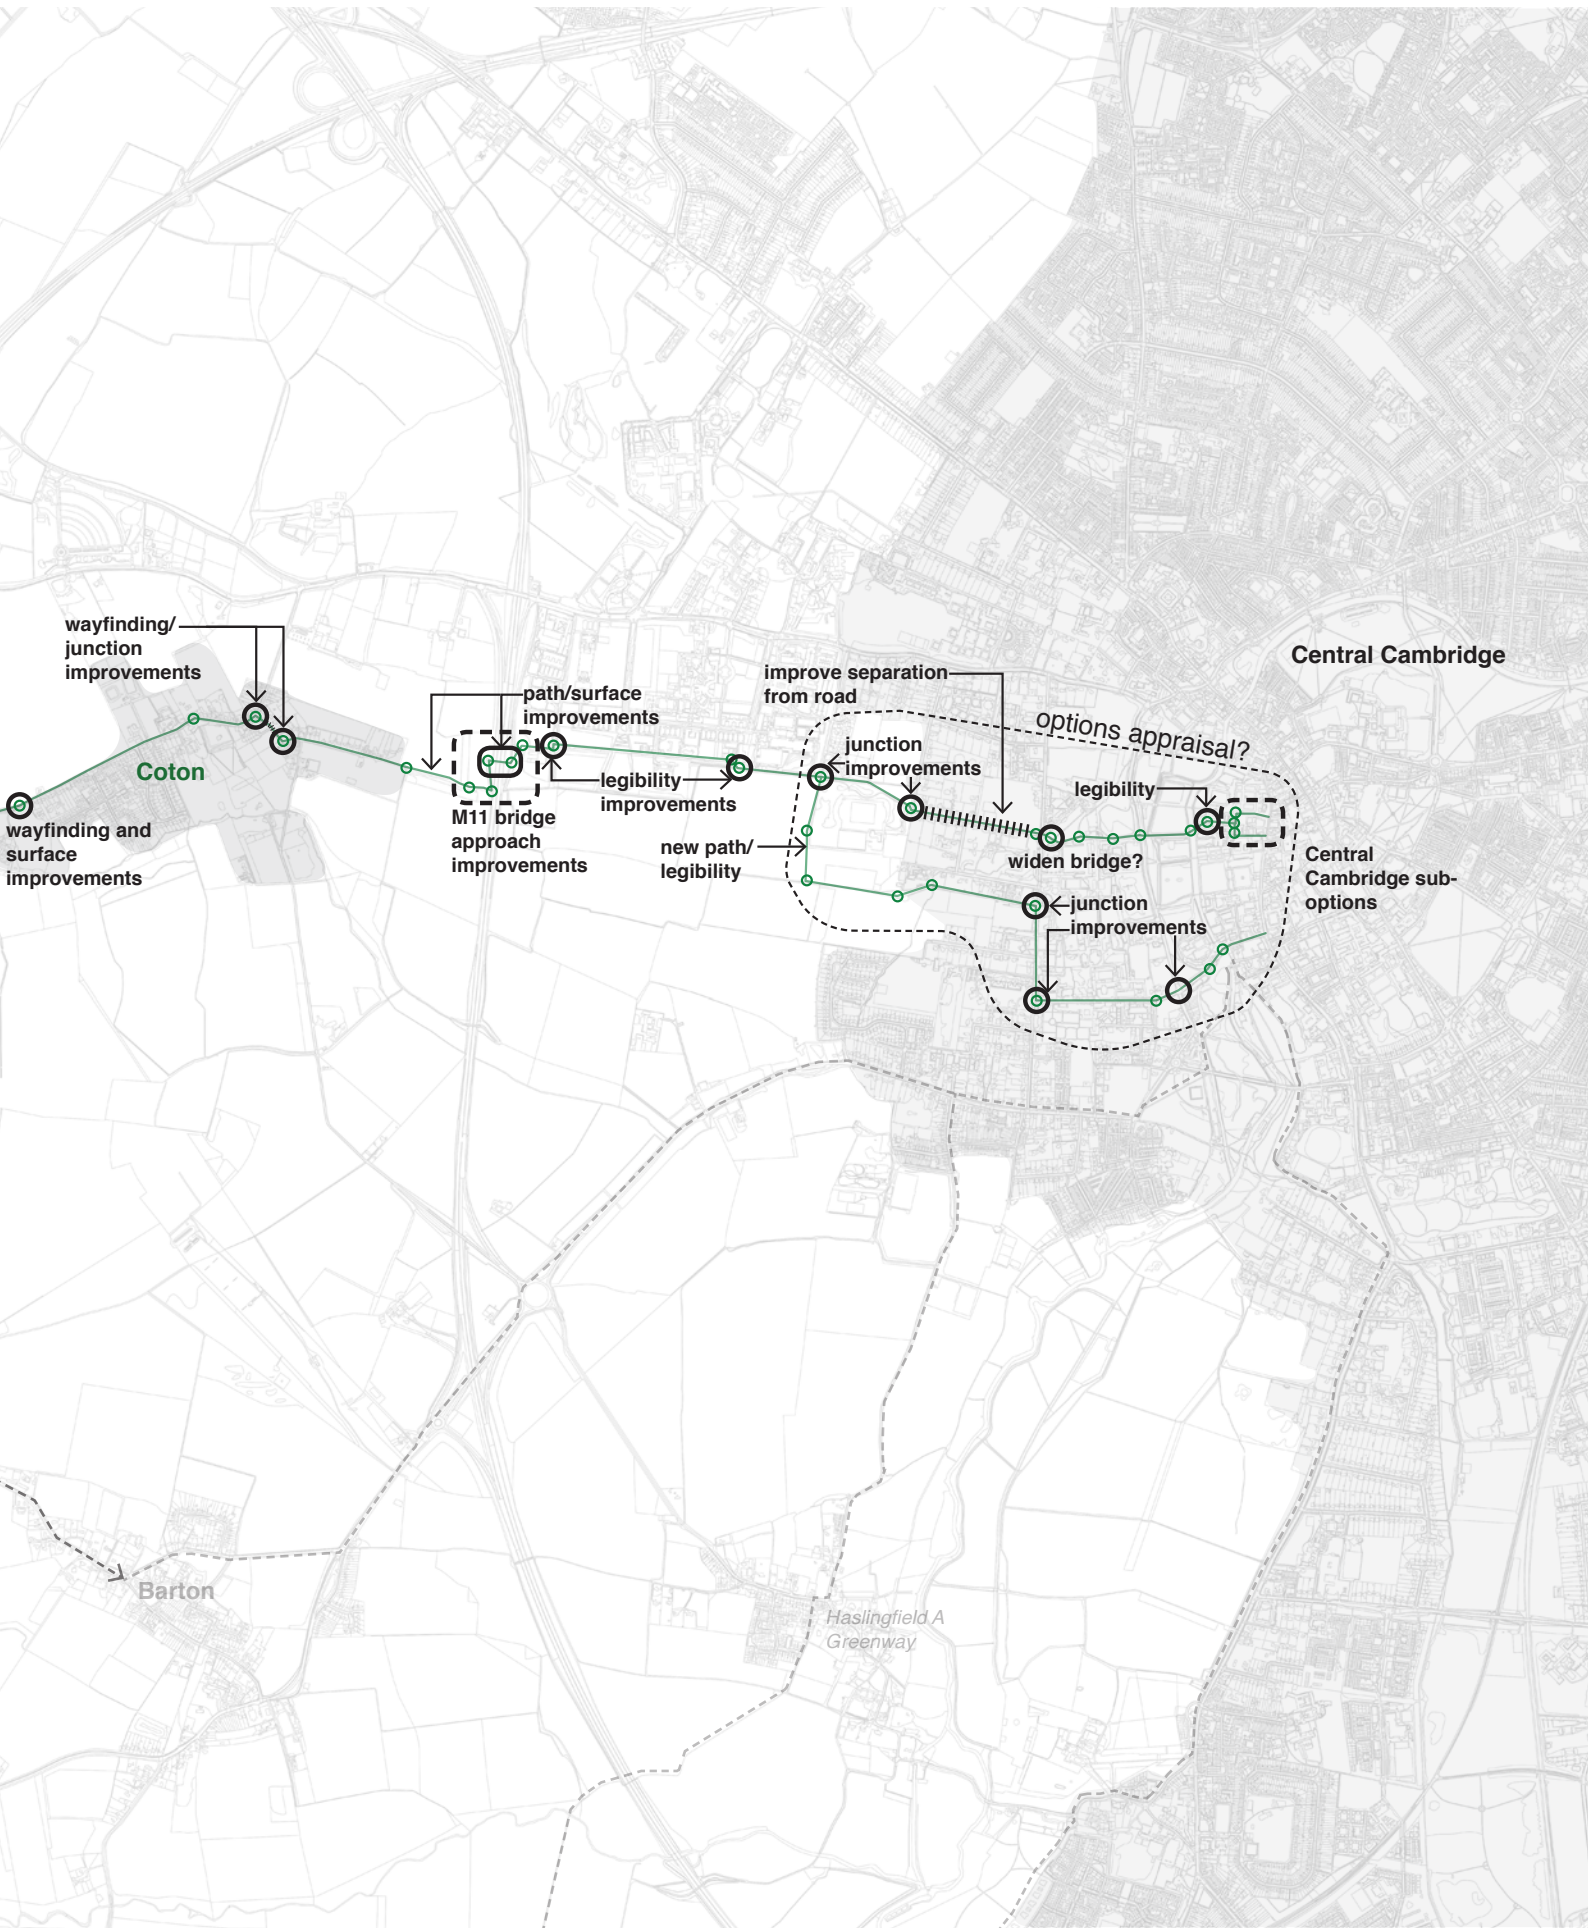 wayfinding/
junction
improvements
Central Cambridge
improve separation
from road
path/surface
improvements
options appraisal?
junction
improvements
Coton
legibility
improvements
legibility
wayfinding and
surface
improvements
M11 bridge
approach
improvements
new path/
legibility
widen bridge?
Central
Cambridge sub-
options
junction
improvements
Barton
Haslingfield A
Greenway